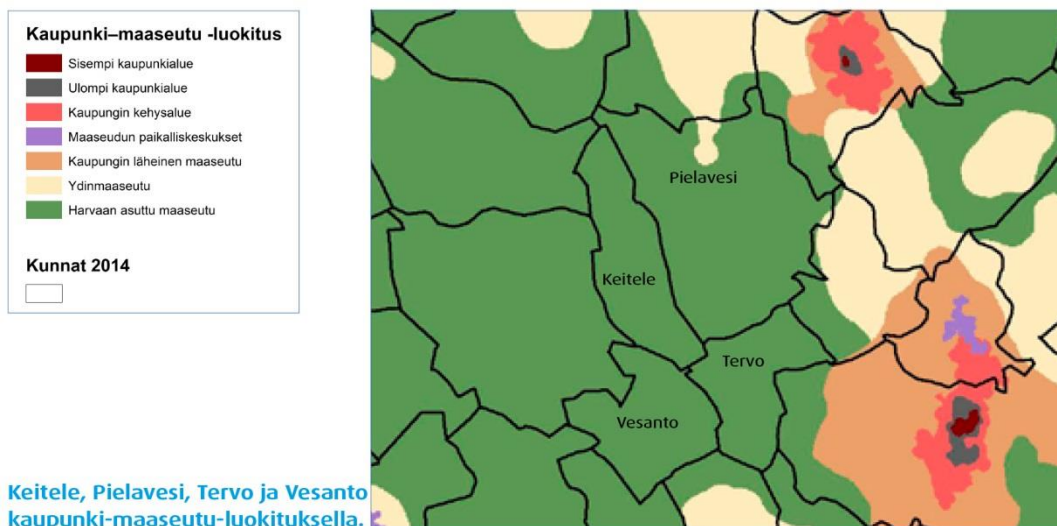 Kaupunki–maaseutu -luokitus
Sisempi kaupunkialue
Ulompi kaupunkialue
Kaupungin kehysalue
Maaseudun paikalliskeskukset
Kaupungin läheinen maaseutu
Ydinmaaseutu
Harvaan asuttu maaseutu
Kunnat 2014
Pielavesi
Keitele
Tervo
Vesanto
Keitele, Pielavesi, Tervo ja Vesanto
kaupunki-maaseutu-luokituksella.